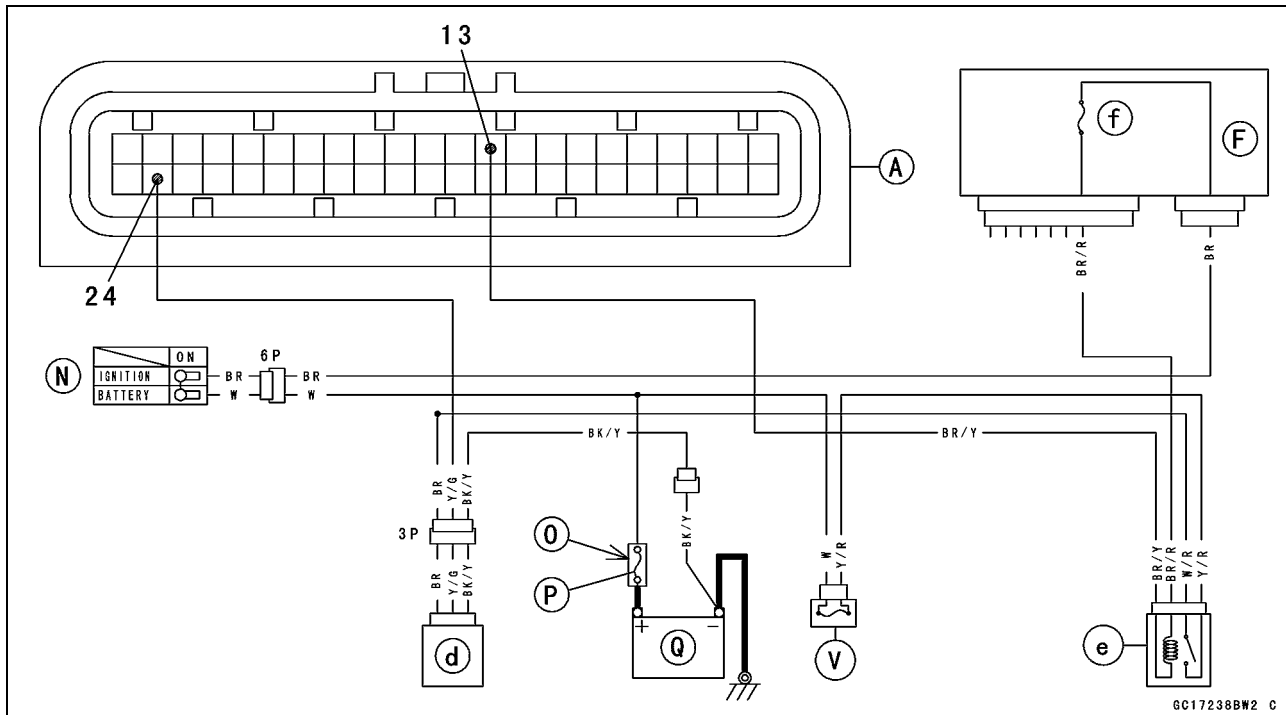 13
A
f
F
24
BR/R
BR
N
ON
6P
IGNITION
BR
BR
BATTERY
W
W
BK/Y
BR/Y
BR
Y/G
BK/Y
3P
BR
Y/G
BK/Y
O
P
BK/Y
W
Y/R
BR/Y
BR/R
W/R
Y/R
+
-
d
Q
V
e
GC17238BW2 C